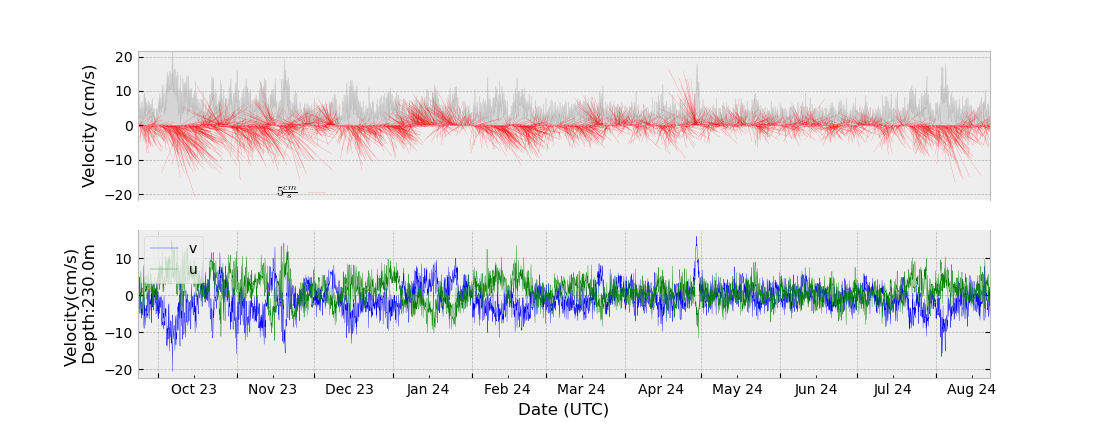 Velocity (cm/s)
20
10
0
−10
−20
5 cm/s
Velocity(cm/s)
Depth:230.0m
10
0
−10
−20
v
u
Oct 23 Nov 23 Dec 23 Jan 24 Feb 24 Mar 24 Apr 24 May 24 Jun 24 Jul 24 Aug 24
Date (UTC)